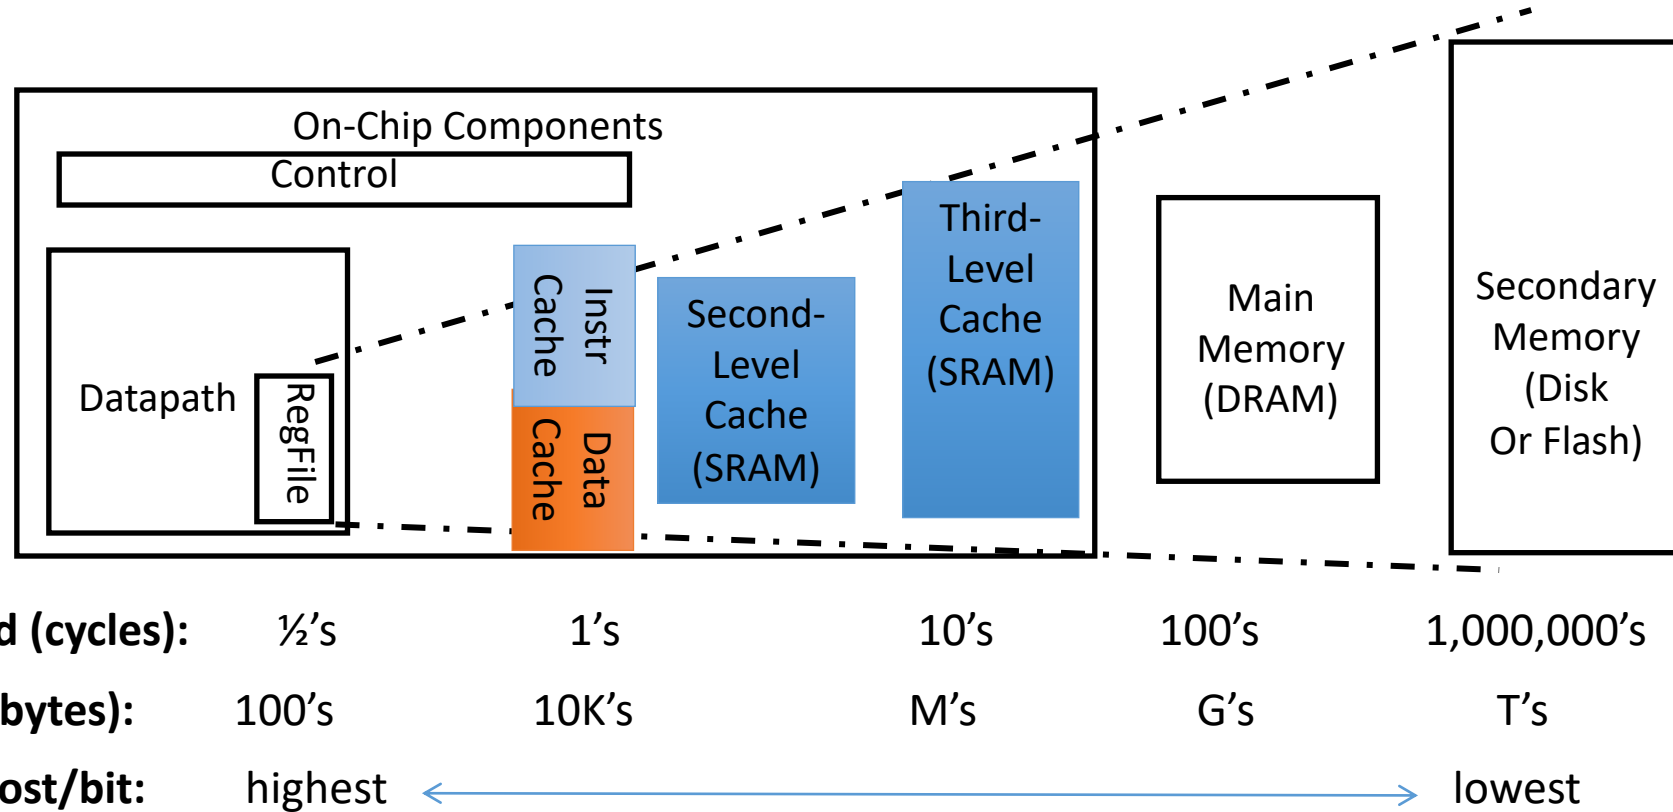 On-Chip Components
Control
Datapath
RegFile
Instr
Cache
Data
Cache
Second-
Level
Cache
(SRAM)
Third-
Level
Cache
(SRAM)
Main
Memory
(DRAM)
Secondary
Memory
(Disk
Or Flash)
d (cycles): ½’s 1’s 10’s 100’s 1,000,000’s
bytes): 100’s 10K’s M’s G’s T’s
ost/bit: highest lowest